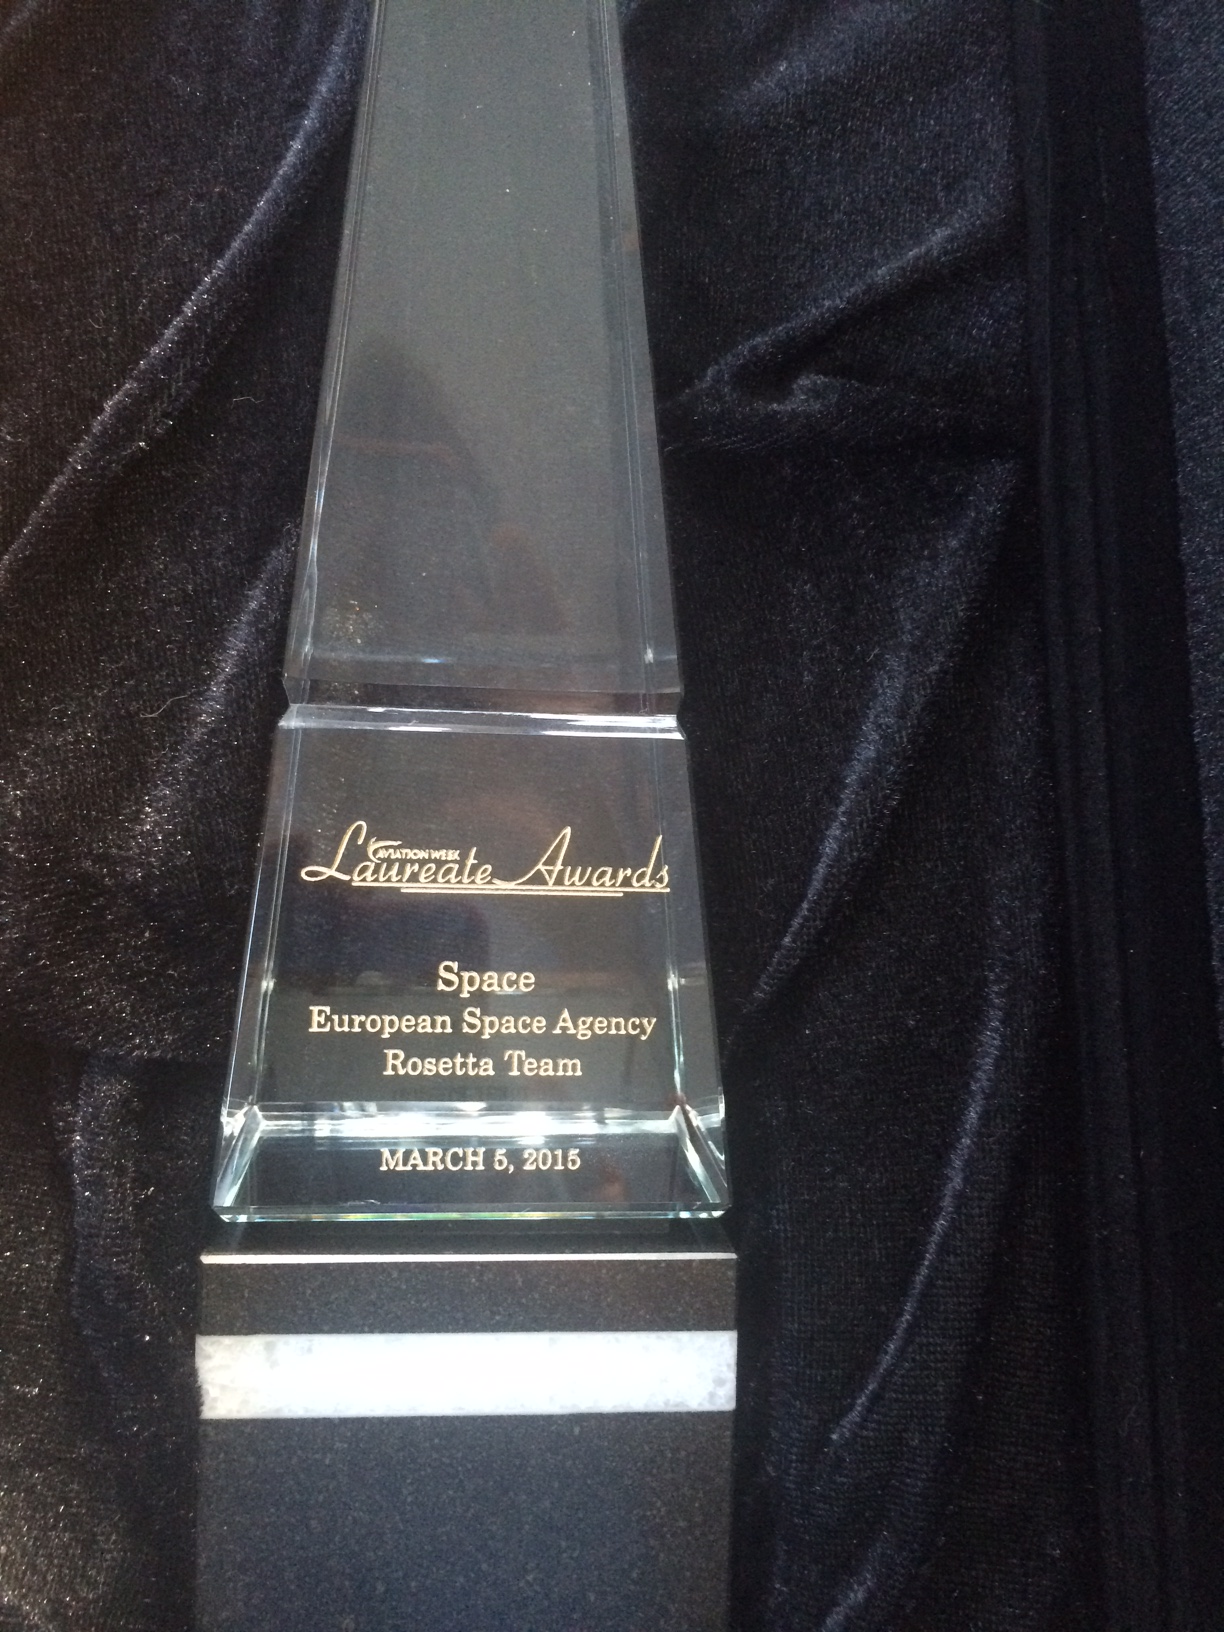 AVIATION WEEK
Laureate Awards
Space
European Space Agency
Rosetta Team
MARCH 5, 2015